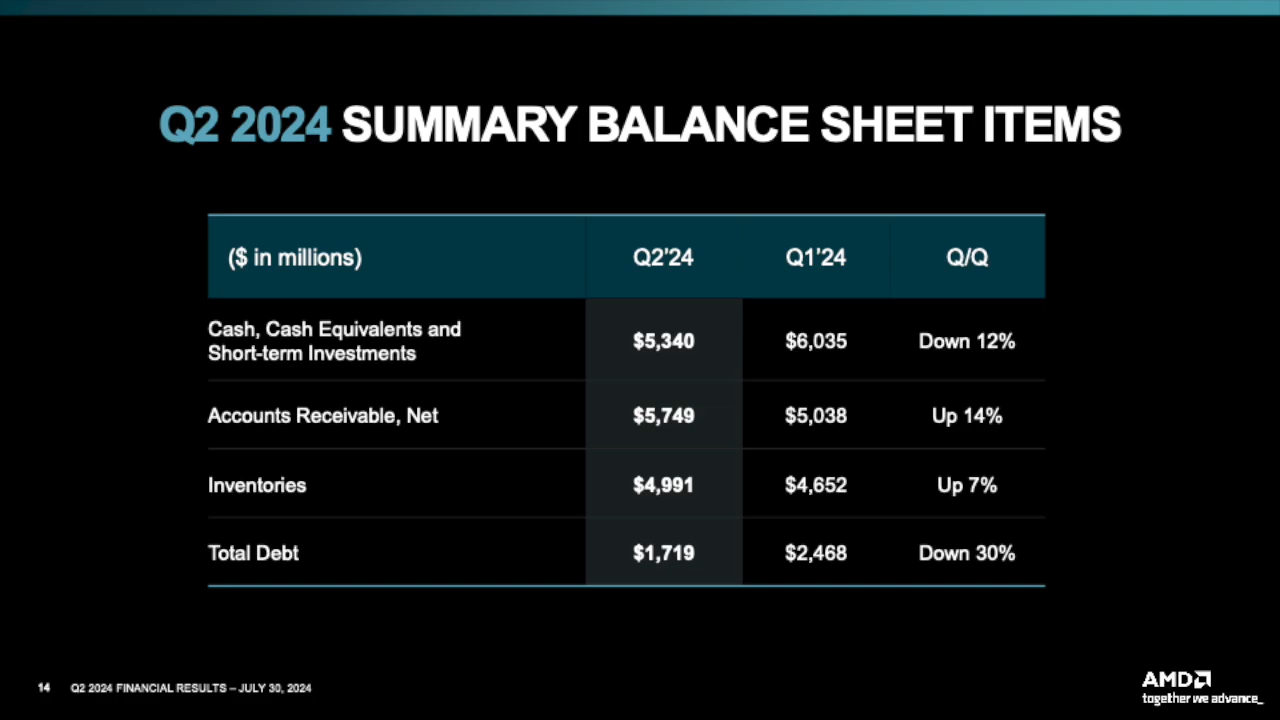 Q2 2024 SUMMARY BALANCE SHEET ITEMS
($ in millions) Q2’24 Q1’24 Q/Q
Cash, Cash Equivalents and
Short-term Investments $5,340 $6,035 Down 12%
Accounts Receivable, Net $5,749 $5,038 Up 14%
Inventories $4,991 $4,652 Up 7%
Total Debt $1,719 $2,468 Down 30%
14 Q2 2024 FINANCIAL RESULTS – JULY 30, 2024
AMD
together we advance_